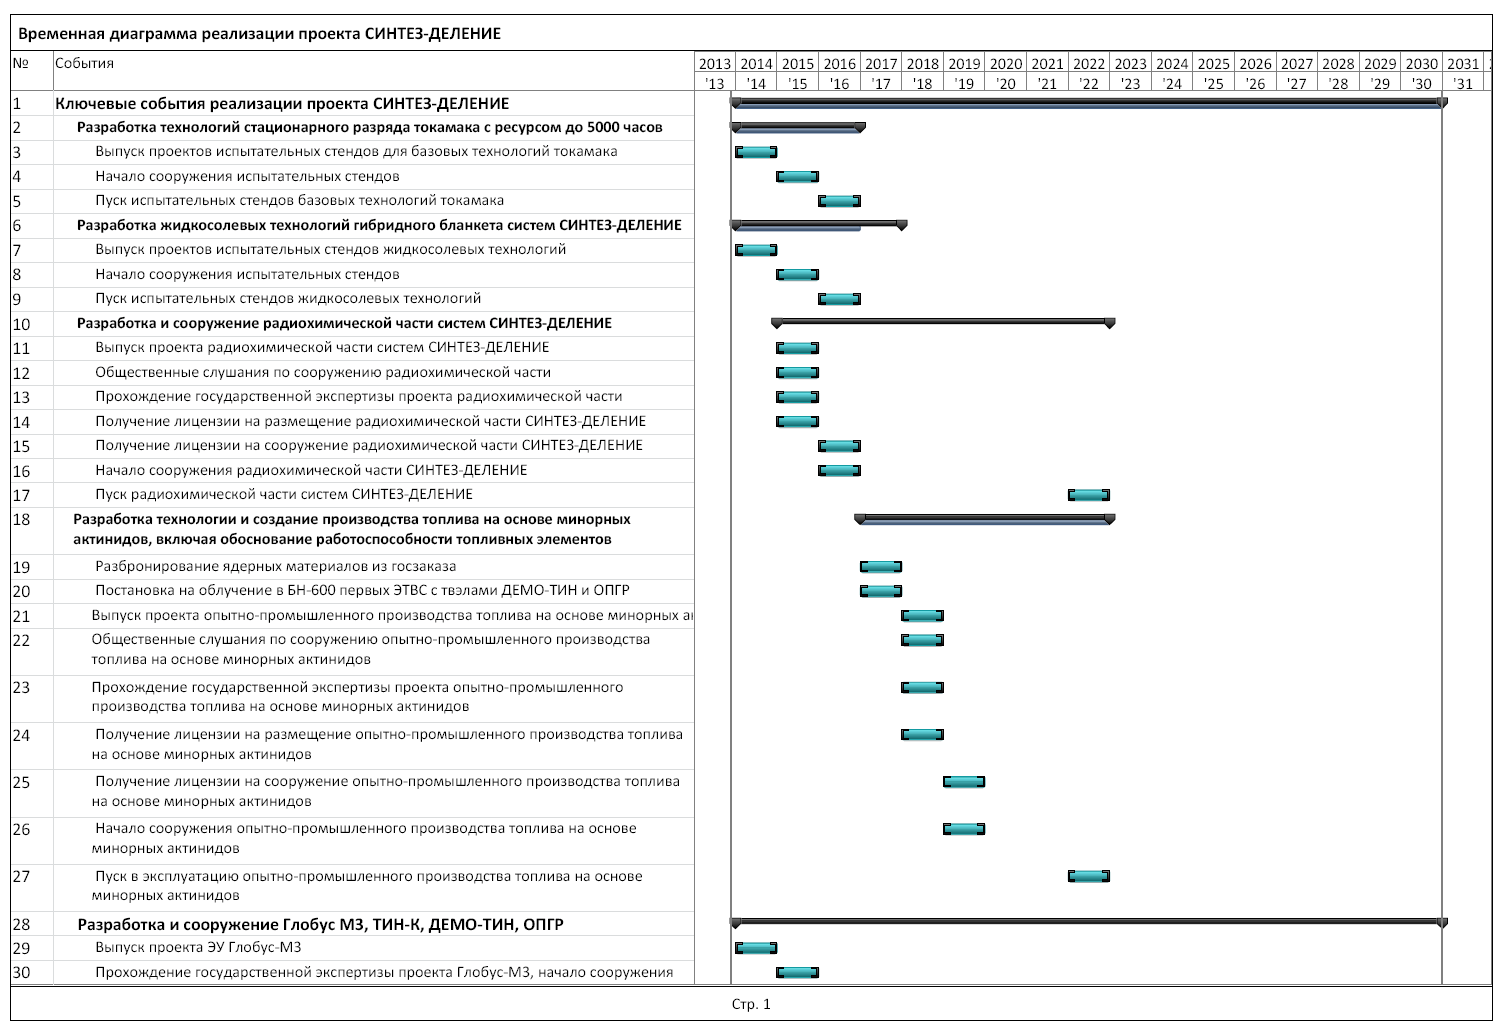 Временная диаграмма реализации проекта СИНТЕЗ-ДЕЛЕНИЕ
№ События 2013 2014 2015 2016 2017 2018 2019 2020 2021 2022 2023 2024 2025 2026 2027 2028 2029 2030 2031
'13 '14 '15 '16 '17 '18 '19 '20 '21 '22 '23 '24 '25 '26 '27 '28 '29 '30 '31
1 Ключевые события реализации проекта СИНТЕЗ-ДЕЛЕНИЕ
2 Разработка технологий стационарного разряда токамака с ресурсом до 5000 часов
3 Выпуск проектов испытательных стендов для базовых технологий токамака
4 Начало сооружения испытательных стендов
5 Пуск испытательных стендов базовых технологий токамака
6 Разработка жидкосолевых технологий гибридного бланкета систем СИНТЕЗ-ДЕЛЕНИЕ
7 Выпуск проектов испытательных стендов жидкосолевых технологий
8 Начало сооружения испытательных стендов
9 Пуск испытательных стендов жидкосолевых технологий
10 Разработка и сооружение радиохимической части систем СИНТЕЗ-ДЕЛЕНИЕ
11 Выпуск проекта радиохимической части систем СИНТЕЗ-ДЕЛЕНИЕ
12 Общественные слушания по сооружению радиохимической части
13 Прохождение государственной экспертизы проекта радиохимической части
14 Получение лицензии на размещение радиохимической части СИНТЕЗ-ДЕЛЕНИЕ
15 Получение лицензии на сооружение радиохимической части СИНТЕЗ-ДЕЛЕНИЕ
16 Начало сооружения радиохимической части СИНТЕЗ-ДЕЛЕНИЕ
17 Пуск радиохимической части систем СИНТЕЗ-ДЕЛЕНИЕ
18 Разработка технологии и создание производства топлива на основе минорных
актинидов, включая обоснование работоспособности топливных элементов
19 Разбронирование ядерных материалов из госзаказа
20 Постановка на облучение в БН-600 первых ЭТВС с твэлами ДЕМО-ТИН и ОПГР
21 Выпуск проекта опытно-промышленного производства топлива на основе минорных
22 Общественные слушания по сооружению опытно-промышленного производства
топлива на основе минорных актинидов
23 Прохождение государственной экспертизы проекта опытно-промышленного
производства топлива на основе минорных актинидов
24 Получение лицензии на размещение опытно-промышленного производства топлива
на основе минорных актинидов
25 Получение лицензии на сооружение опытно-промышленного производства топлива
на основе минорных актинидов
26 Начало сооружения опытно-промышленного производства топлива на основе
минорных актинидов
27 Пуск в эксплуатацию опытно-промышленного производства топлива на основе
минорных актинидов
28 Разработка и сооружение Глобус М3, ТИН-К, ДЕМО-ТИН, ОПГР
29 Выпуск проекта ЭУ Глобус-М3
30 Прохождение государственной экспертизы проекта Глобус-М3, начало сооружения
Стр. 1